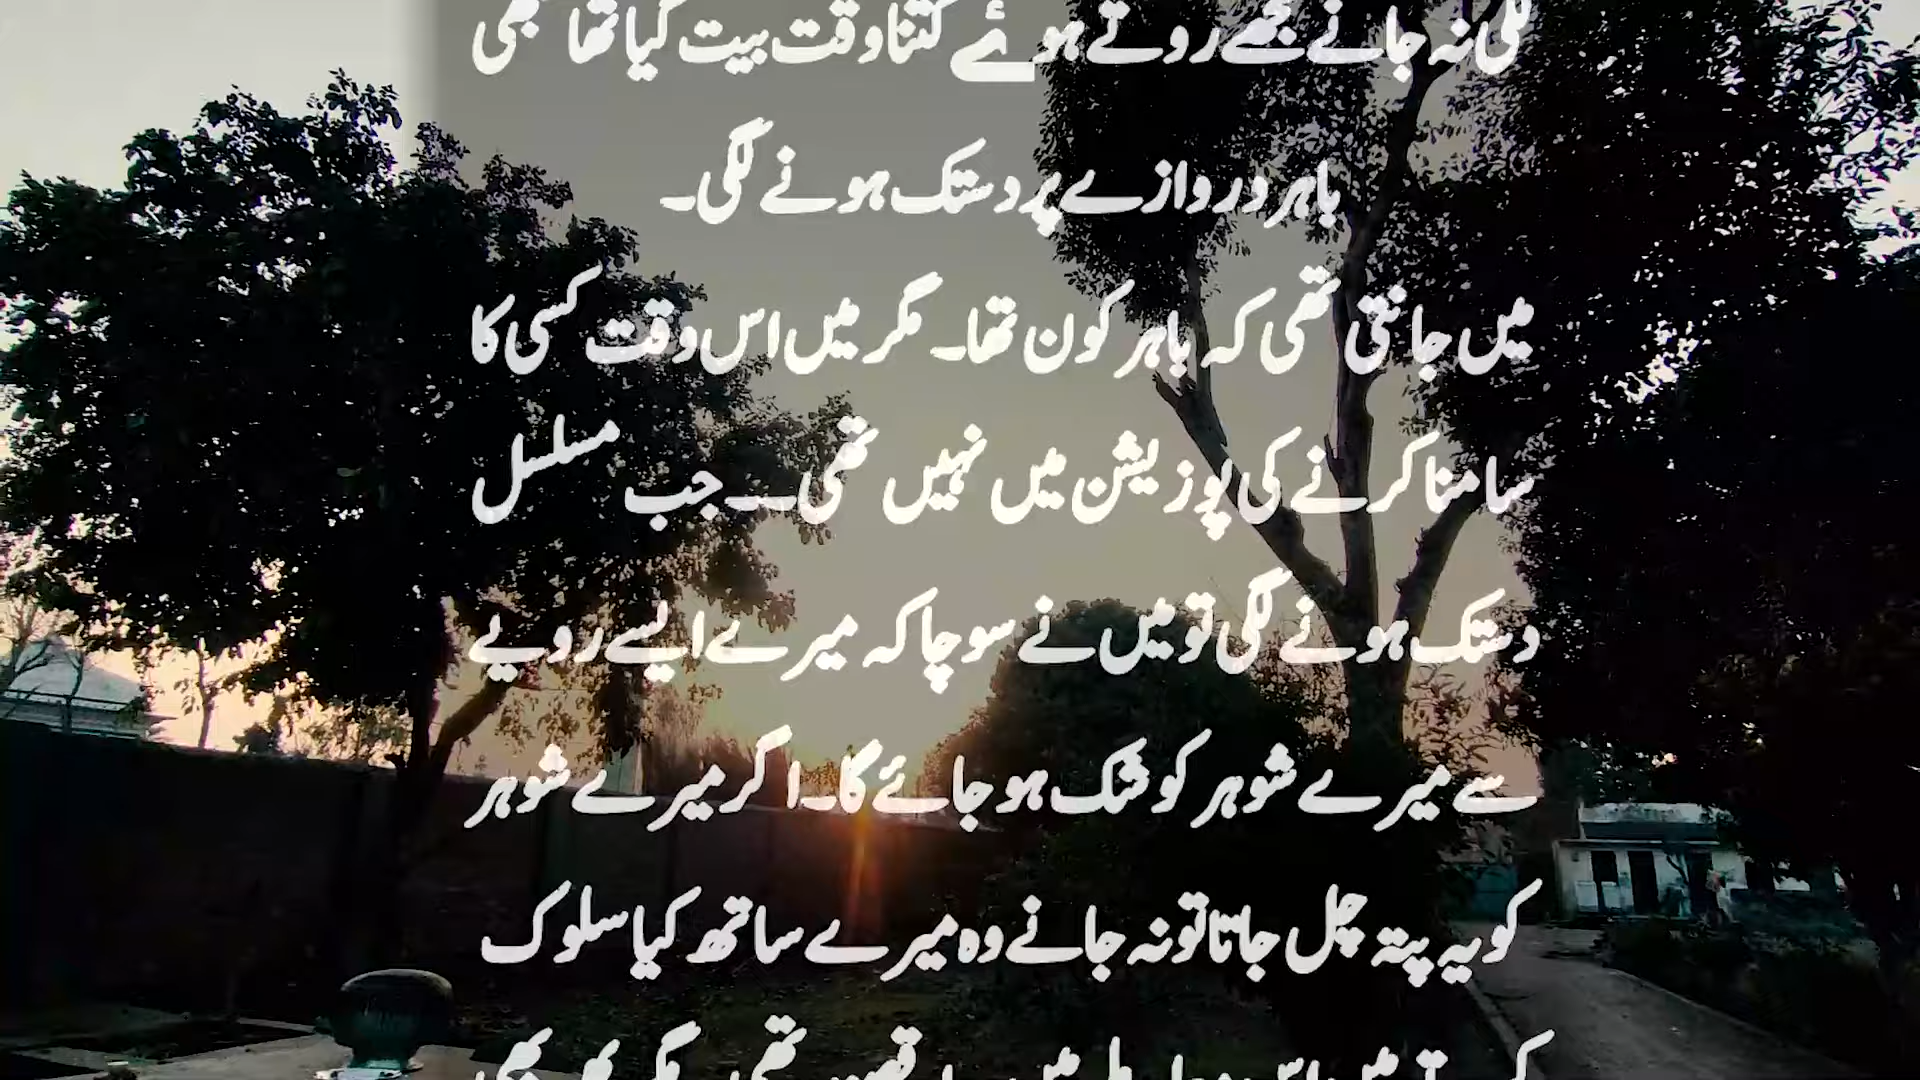 لگی نہ جانے مجھے روتے ہوئے کتنا وقت بیت گیا تھا تبھی
باہر دروازے پر دستک ہونے لگی۔
میں جانتی تھی کہ باہر کون تھا۔ مگر میں اس وقت کسی کا
سامنا کرنے کی پوزیشن میں نہیں تھی۔۔ جب مسلسل
دستک ہونے لگی تو میں نے سوچا کہ میرے ایسے رویے
سے میرے شوہر کو شک ہو جائے گا۔ اگر میرے شوہر
کو یہ پتہ چل جاتا تو نہ جانے وہ میرے ساتھ کیا سلوک